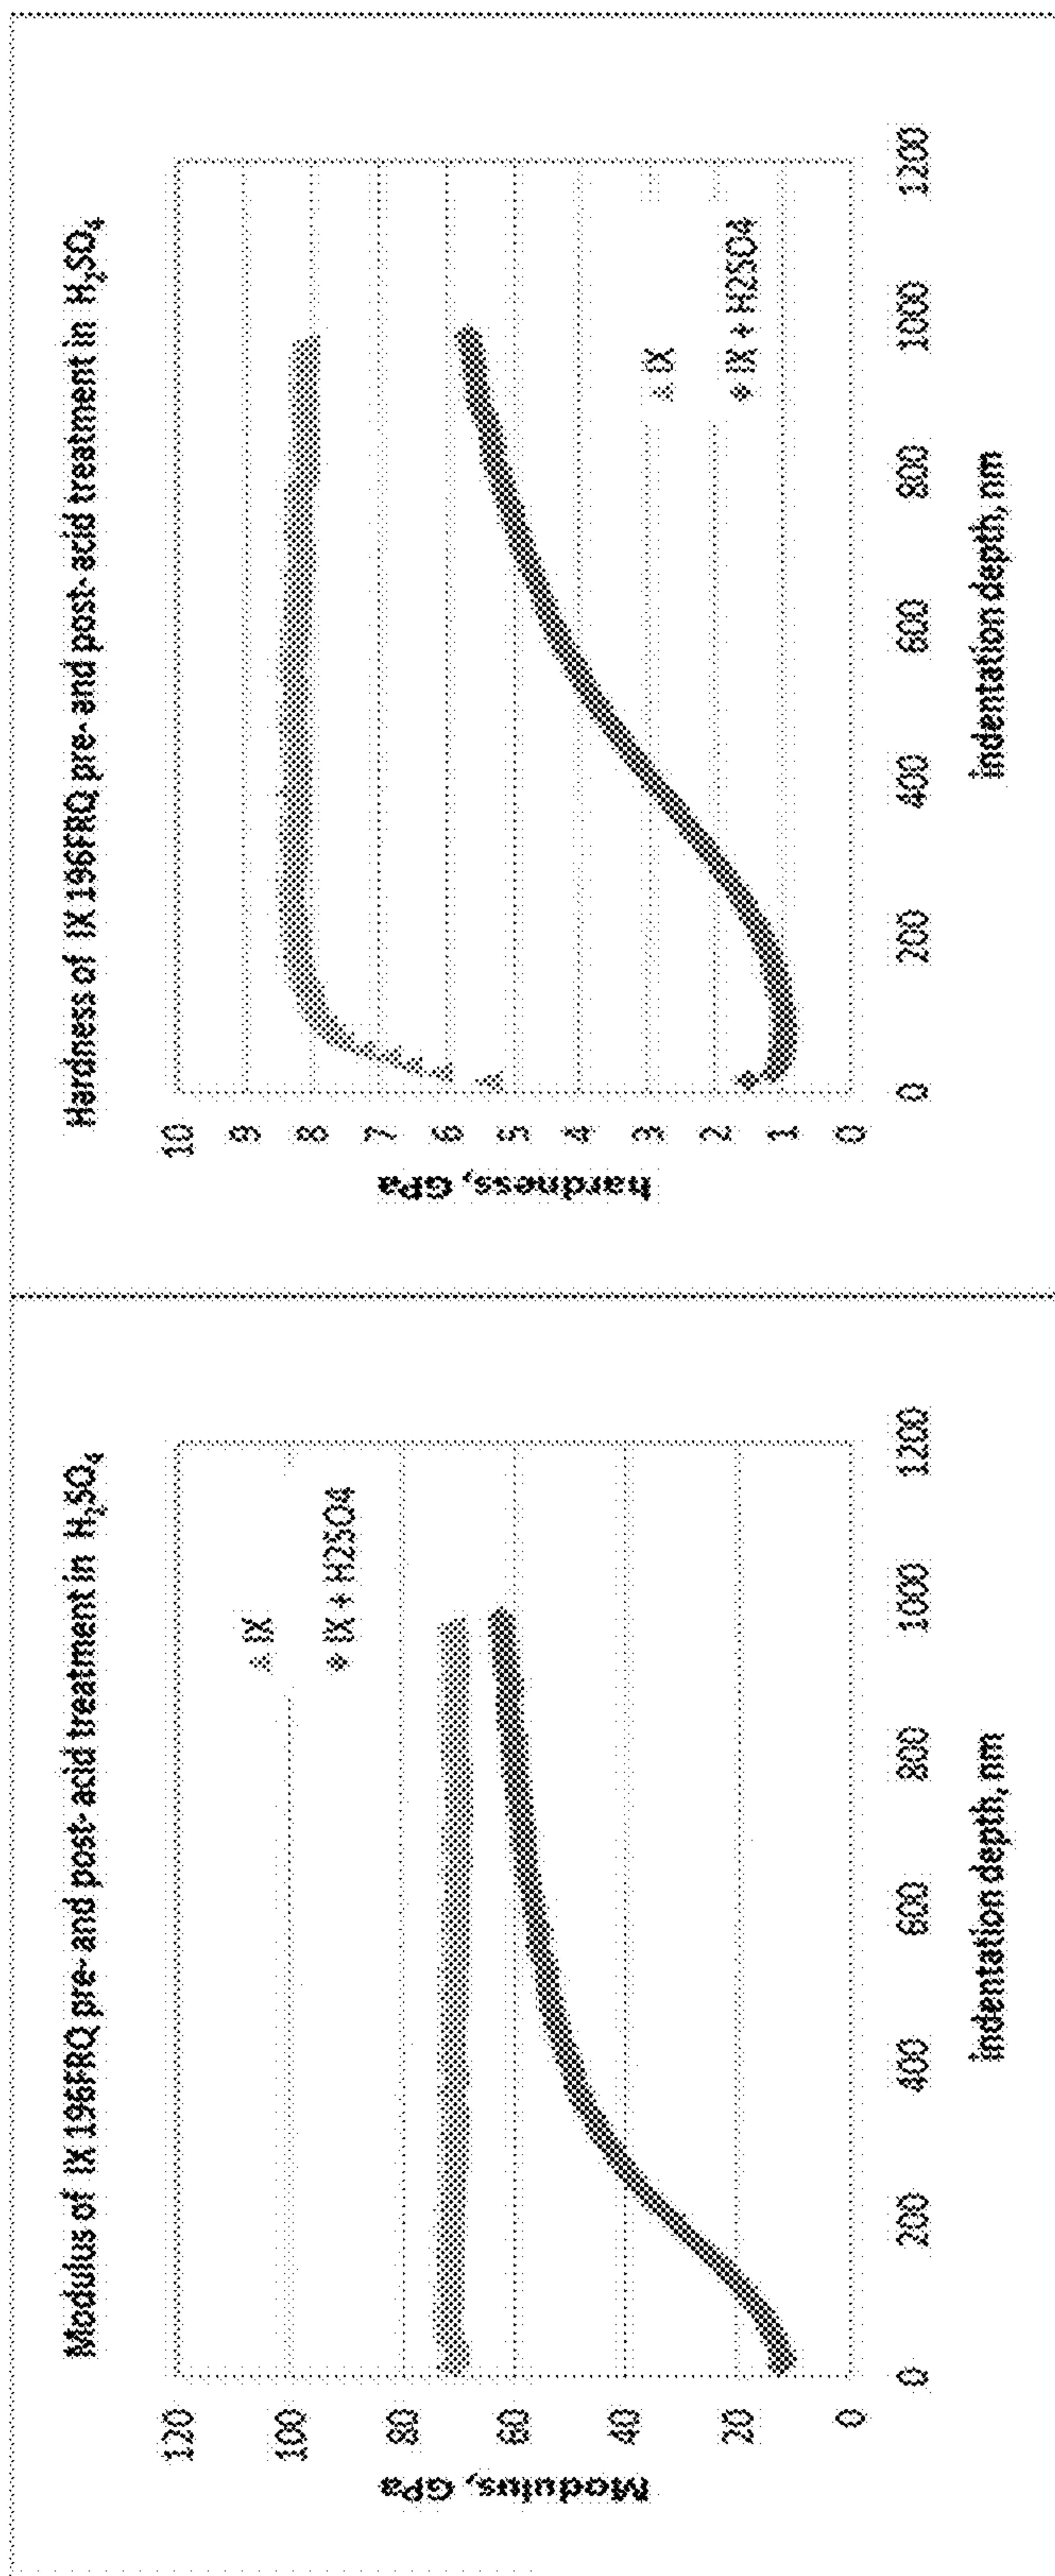 Modulus of IX 196FRQ pre- and post- acid treatment in H₂SO₄
Modulus, GPa
120
100
80
60
40
20
0
IX
IX + H2SO4
0 200 400 600 800 1000 1200
indentation depth, nm
Hardness of IX 196FRQ pre- and post- acid treatment in H₂SO₄
hardness, GPa
10
9
8
7
6
5
4
3
2
1
0
IX
IX + H2SO4
0 200 400 600 800 1000 1200
indentation depth, nm